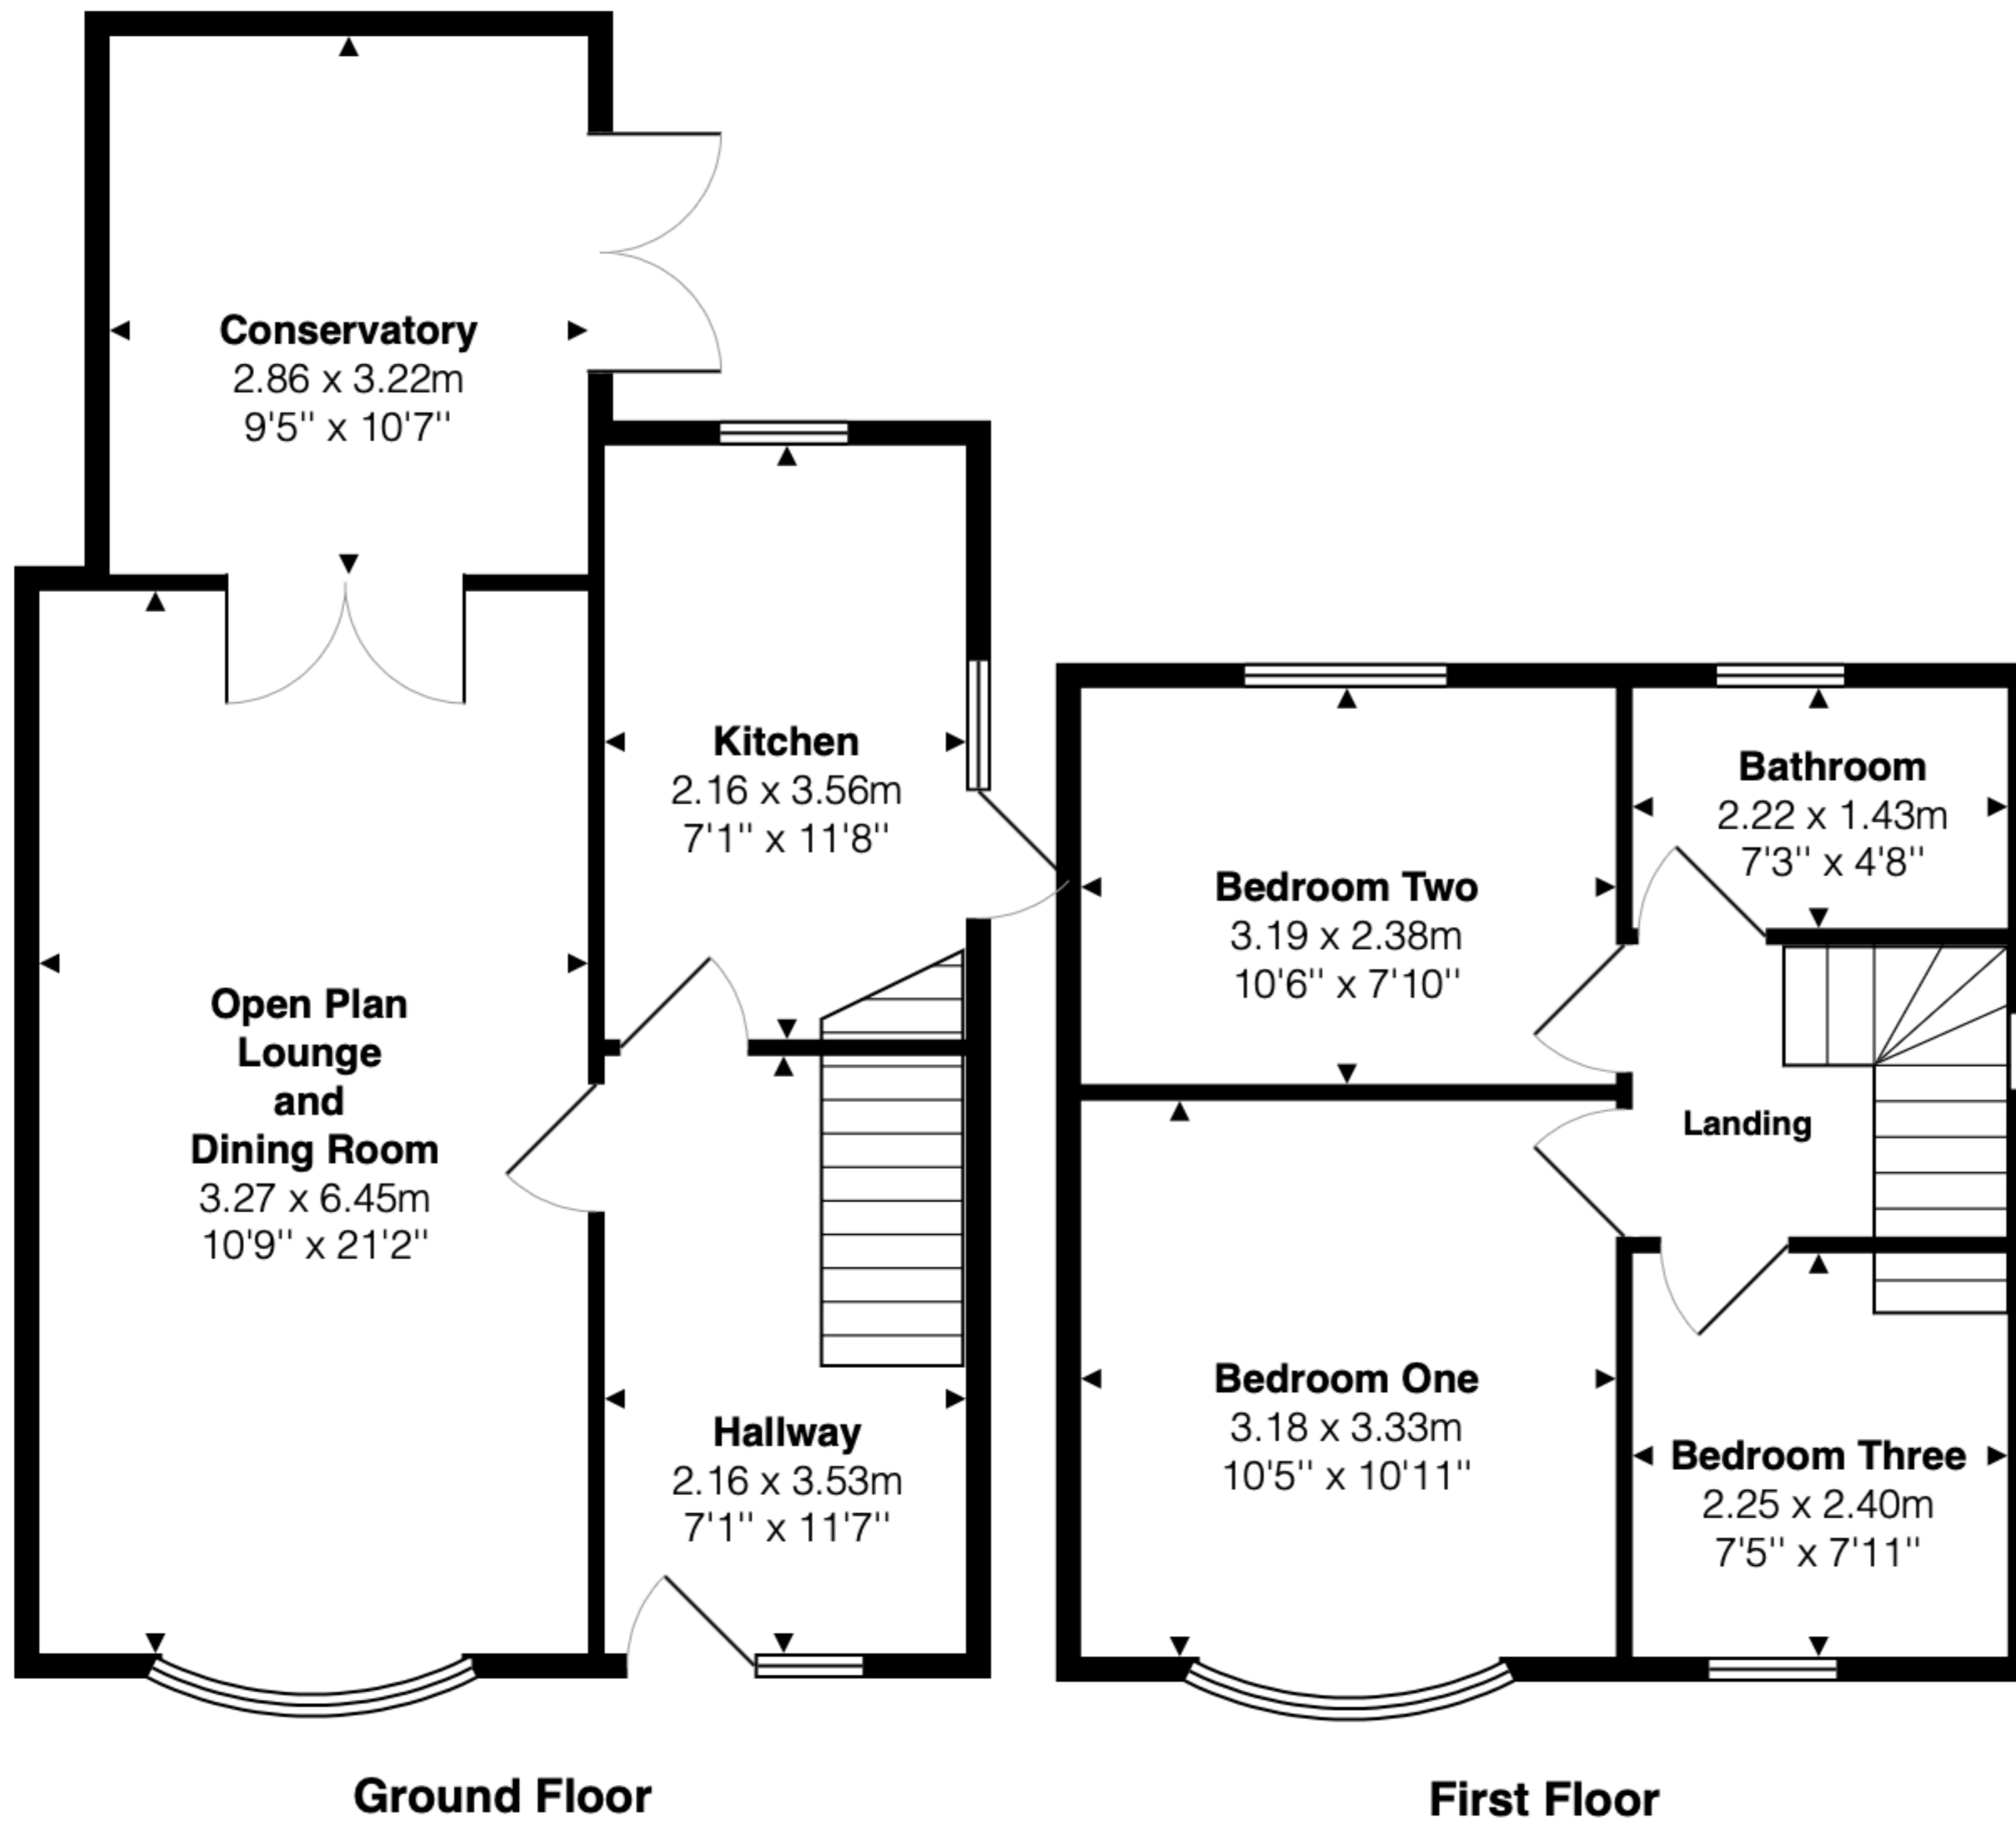 Conservatory
2.86 x 3.22m
9'5'' x 10'7''
Kitchen
2.16 x 3.56m
7'1'' x 11'8''
Open Plan
Lounge
and
Dining Room
3.27 x 6.45m
10'9'' x 21'2''
Hallway
2.16 x 3.53m
7'1'' x 11'7''
Ground Floor
Bedroom Two
3.19 x 2.38m
10'6'' x 7'10''
Bathroom
2.22 x 1.43m
7'3'' x 4'8''
Landing
Bedroom One
3.18 x 3.33m
10'5'' x 10'11''
Bedroom Three
2.25 x 2.40m
7'5'' x 7'11''
First Floor